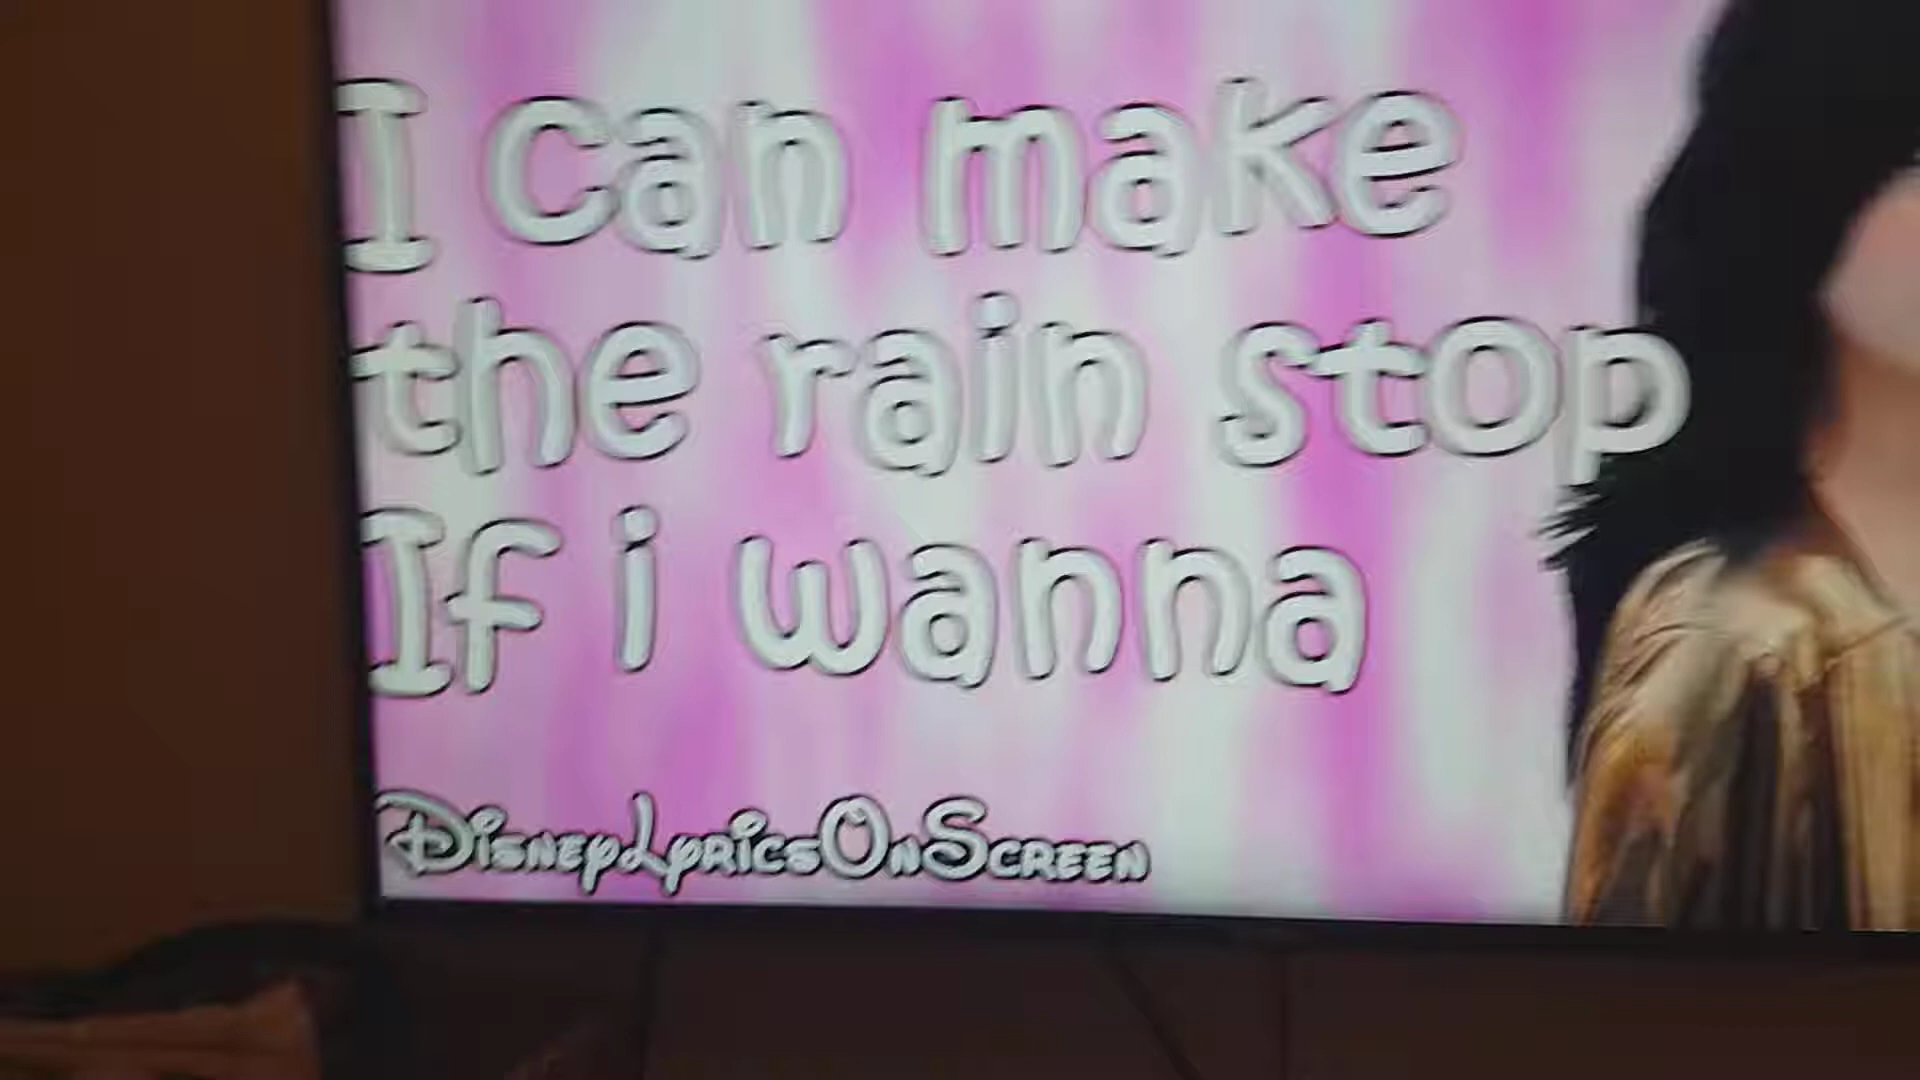 I can make
the rain stop
If i wanna
DisneyLyricsOnScreen